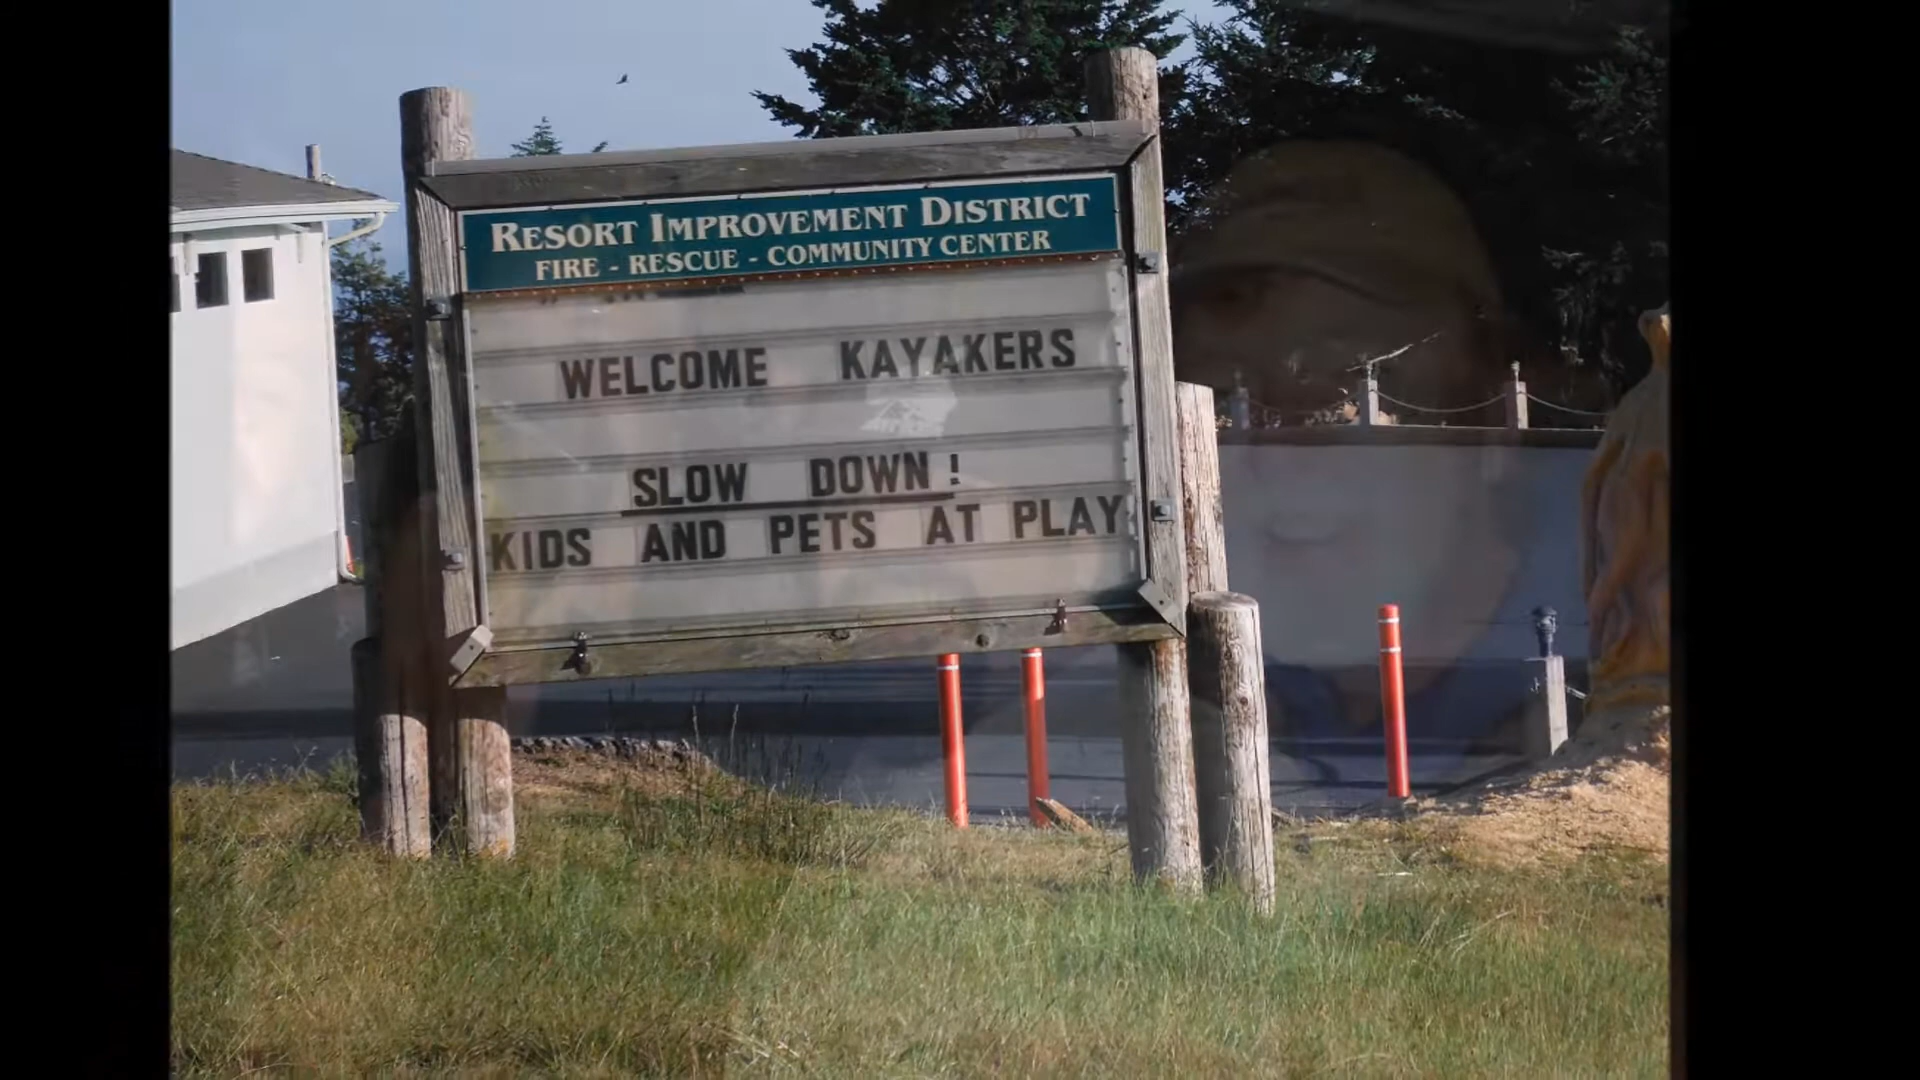 RESORT IMPROVEMENT DISTRICT
FIRE - RESCUE - COMMUNITY CENTER
WELCOME KAYAKERS
SLOW DOWN!
KIDS AND PETS AT PLAY